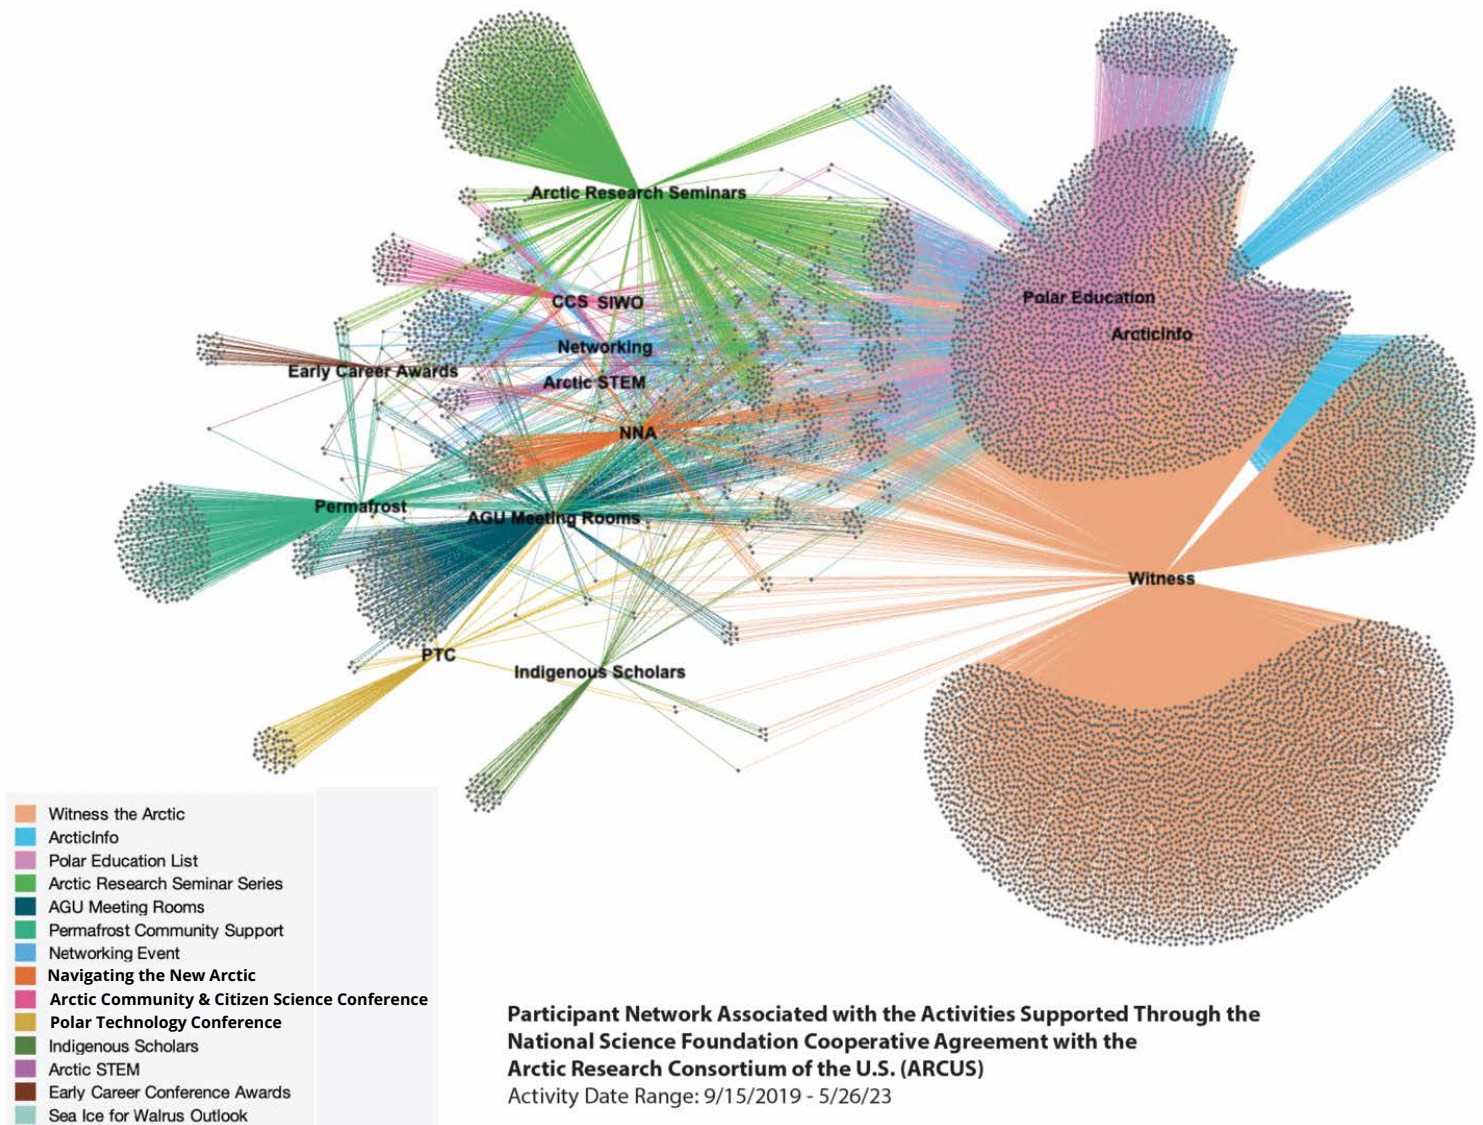 Arctic Research Seminars
Polar Education
CCS SIWO
ArcticInfo
Networking
Early Career Awards
Arctic STEM
NNA
Permafrost
AGU Meeting Rooms
Witness
PTC
Indigenous Scholars
Witness the Arctic
ArcticInfo
Polar Education List
Arctic Research Seminar Series
AGU Meeting Rooms
Permafrost Community Support
Networking Event
Navigating the New Arctic
Arctic Community & Citizen Science Conference
Polar Technology Conference
Indigenous Scholars
Arctic STEM
Early Career Conference Awards
Sea Ice for Walrus Outlook
Participant Network Associated with the Activities Supported Through the
National Science Foundation Cooperative Agreement with the
Arctic Research Consortium of the U.S. (ARCUS)
Activity Date Range: 9/15/2019 - 5/26/23